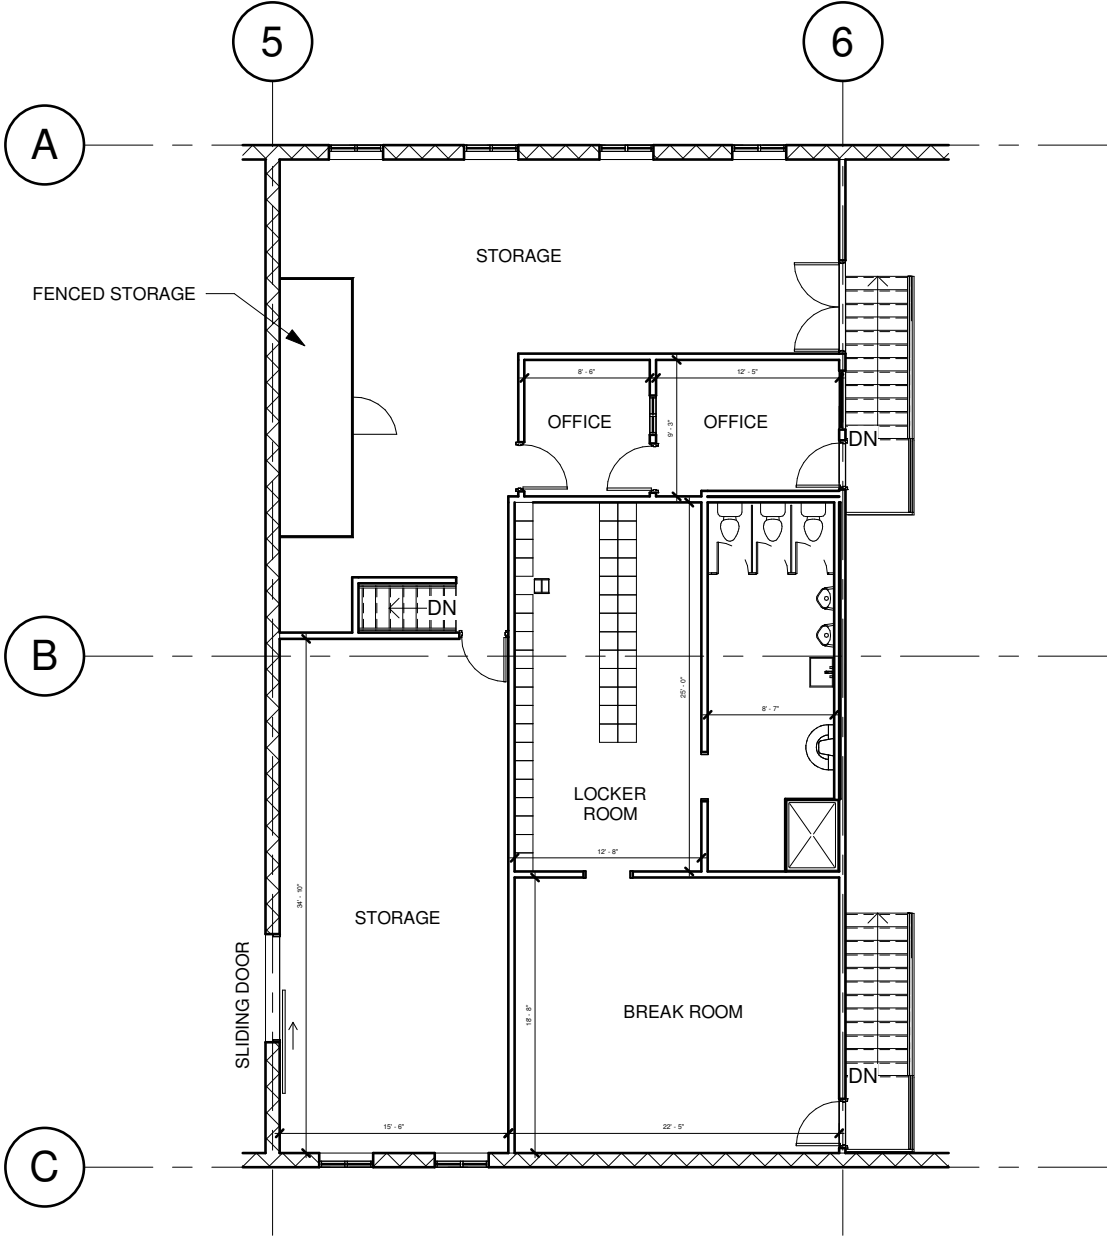 5
6
A
STORAGE
FENCED STORAGE
8' - 6"
12' - 5"
OFFICE
OFFICE
9' - 3"
DN
DN
B
25' - 0"
8' - 7"
LOCKER
ROOM
12' - 8"
34' - 10"
STORAGE
SLIDING DOOR
18' - 8"
BREAK ROOM
DN
15' - 6"
22' - 5"
C